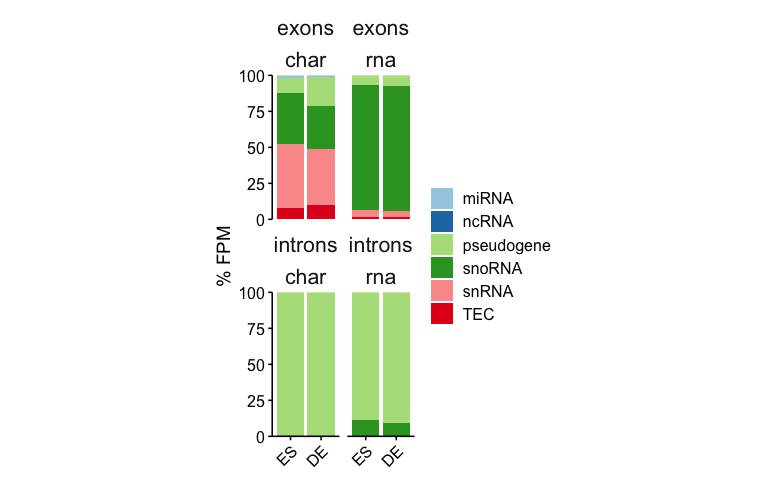 exons exons
char rna
100
75
50
25
0
introns introns
char rna
100
75
50
25
0
ES DE ES DE
% FPM
miRNA
ncRNA
pseudogene
snoRNA
snRNA
TEC